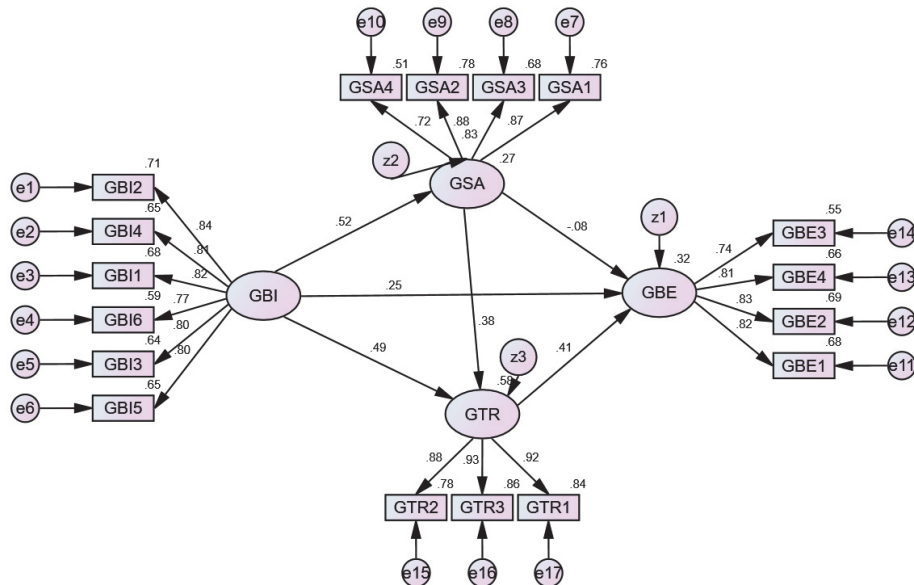 e10 e9 e8 e7
.51 .78 .68 .76
GSA4 GSA2 GSA3 GSA1
.72 .88 .83 .87
z2 .27
GSA
.71
e1 GBI2
.84
.65
e2 GBI4
.81
.68
e3 GBI1
.82
.59
e4 GBI6
.77
.64
e5 GBI3
.80
.80
.65
e6 GBI5
GBI
.52
-.08
.25
.38
.49
.41
z1
.32
GBE
.55
.74 GBE3 e14
.66
.81 GBE4 e13
.69
.83 GBE2 e12
.68
.82 GBE1 e11
z3
.58
GTR
.88 .93 .92
.78 .86 .84
GTR2 GTR3 GTR1
e15 e16 e17